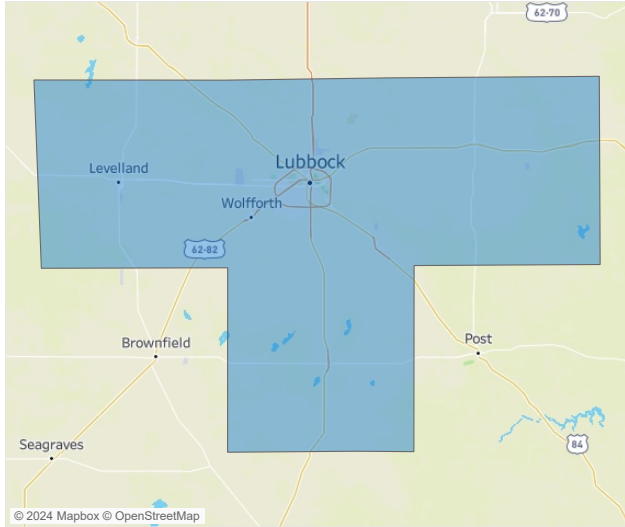 62-70
Lubbock
Levelland
Wolfforth
62-82
Brownfield
Post
Seagraves
84
© 2024 Mapbox © OpenStreetMap